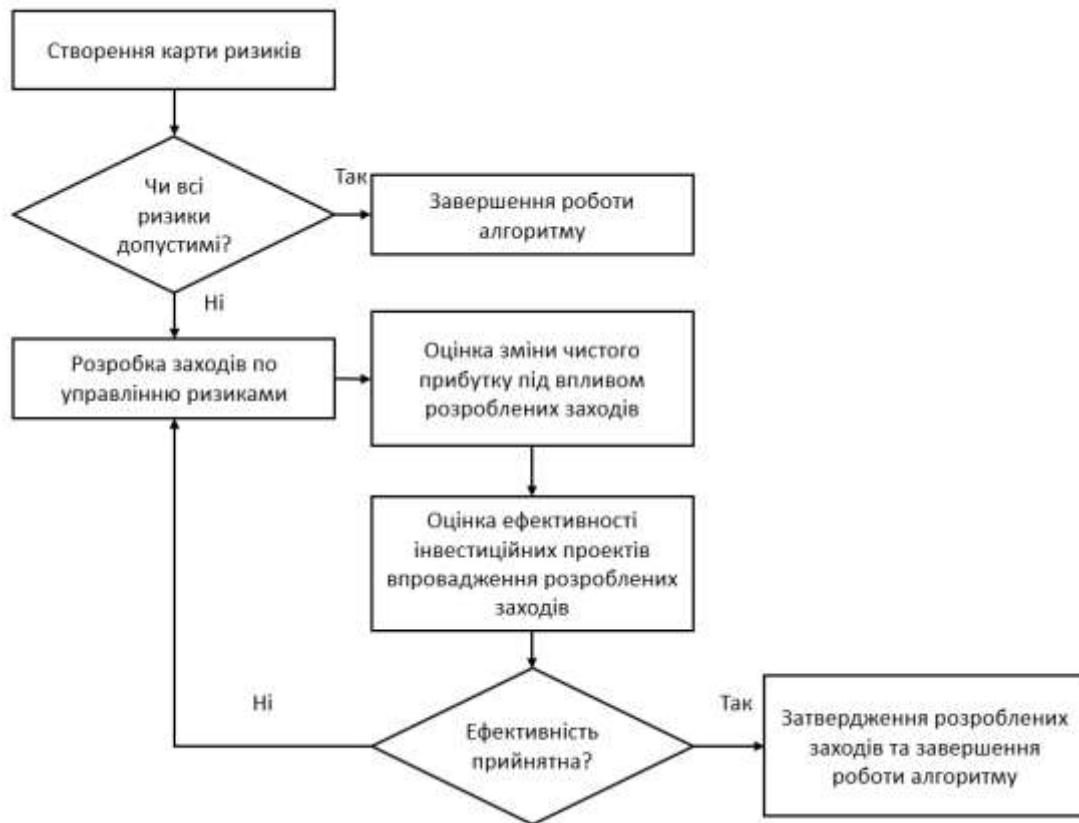 Створення карти ризиків
Чи всі
ризики
допустимі?
Так
Завершення роботи
алгоритму
Ні
Розробка заходів по
управлінню ризиками
Оцінка зміни чистого
прибутку під впливом
розроблених заходів
Оцінка ефективності
інвестиційних проектів
впровадження розроблених
заходів
Ні
Ефективність
прийнятна?
Так
Затвердження розроблених
заходів та завершення
роботи алгоритму